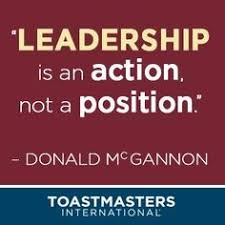 "LEADERSHIP
is an action,
not a position."
– DONALD McGANNON
TOASTMASTERS
INTERNATIONAL